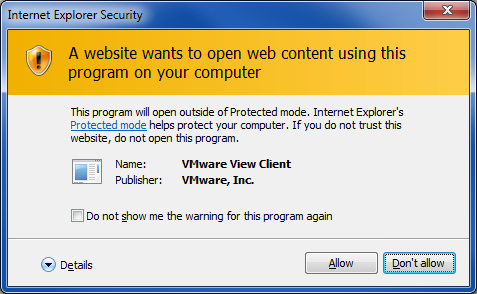 Internet Explorer Security
A website wants to open web content using this
program on your computer
This program will open outside of Protected mode. Internet Explorer's
Protected mode helps protect your computer. If you do not trust this
website, do not open this program.
Name: VMware View Client
Publisher: VMware, Inc.
Do not show me the warning for this program again
Details
Allow
Don't allow